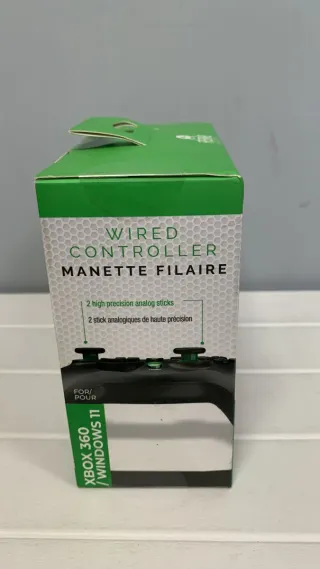 WIRED
CONTROLLER
MANETTE FILAIRE
2 high precision analog sticks
2 stick analogiques de haute précision
FOR/
POUR
XBOX 360
/WINDOWS 11